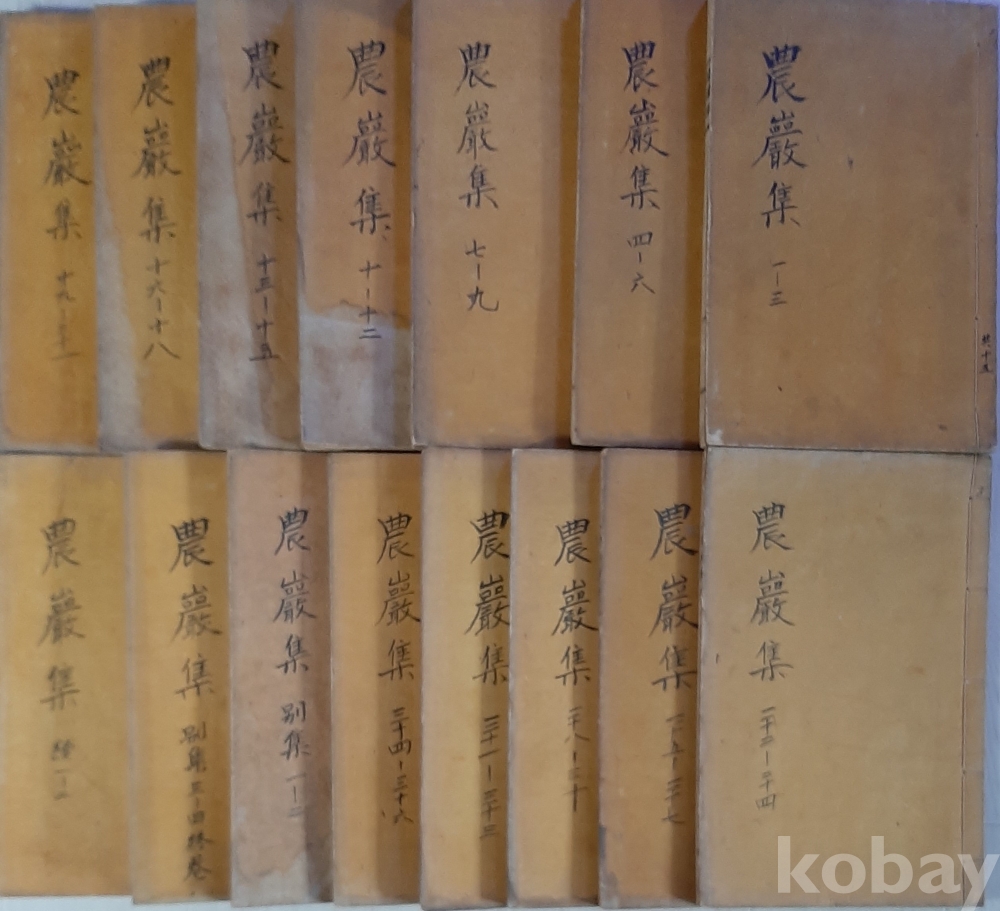 農巖集 一-三
共十五
農巖集 四-六
農巖集 七-九
農巖集 十-十二
農巖集 十三-十五
農巖集 十六-十八
農巖集 十九-二十一
農巖集 二十二-二十四
農巖集 二十五-二十七
農巖集 二十八-三十
農巖集 三十一-三十三
農巖集 三十四-三十六
農巖集 別集 一-二
農巖集 別集 三-四終卷
農巖集
kobay